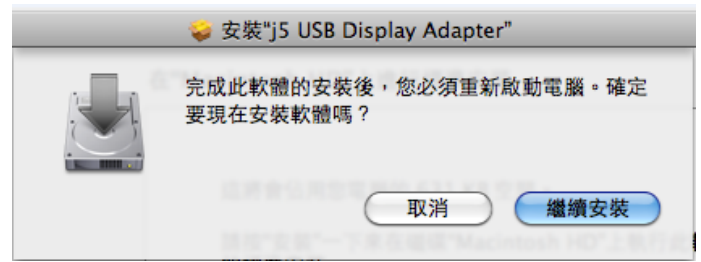 安裝“j5 USB Display Adapter”
完成此軟體的安裝後，您必須重新啟動電腦。確定
要現在安裝軟體嗎？
取消
繼續安裝